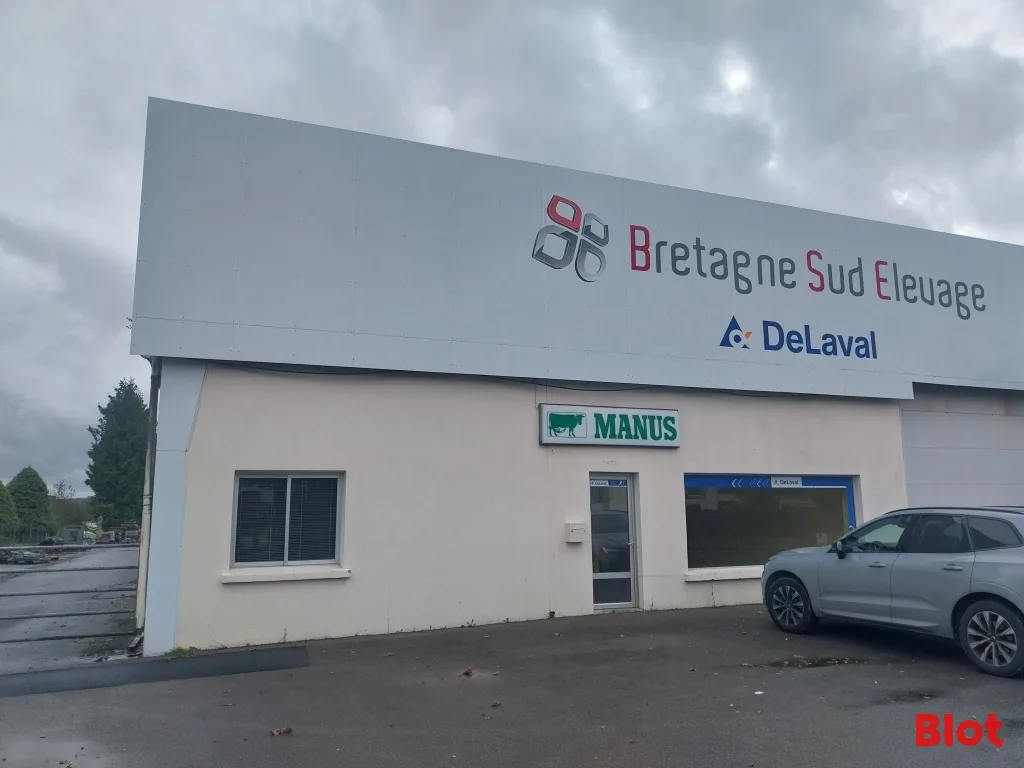 Bretagne Sud Elevage
DeLaval
MANUS
DeLaval
Blot